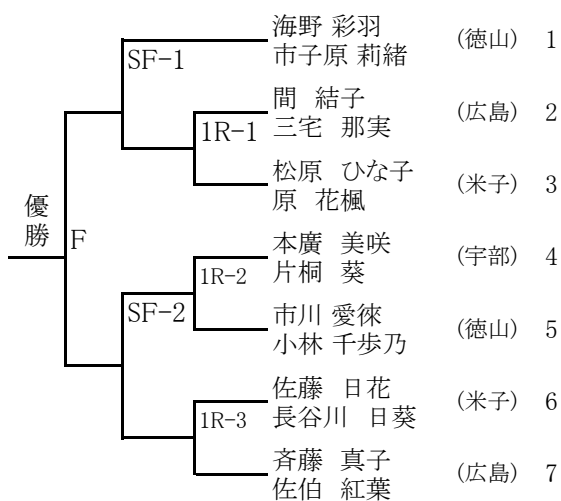 海野 彩羽
市子原 莉緒
(徳山) 1
SF-1
間 結子
三宅 那実
(広島) 2
1R-1
松原 ひな子
原 花楓
(米子) 3
優勝
F
本廣 美咲
片桐 葵
(宇部) 4
1R-2
SF-2
市川 愛徠
小林 千歩乃
(徳山) 5
佐藤 日花
長谷川 日葵
(米子) 6
1R-3
斉藤 真子
佐伯 紅葉
(広島) 7